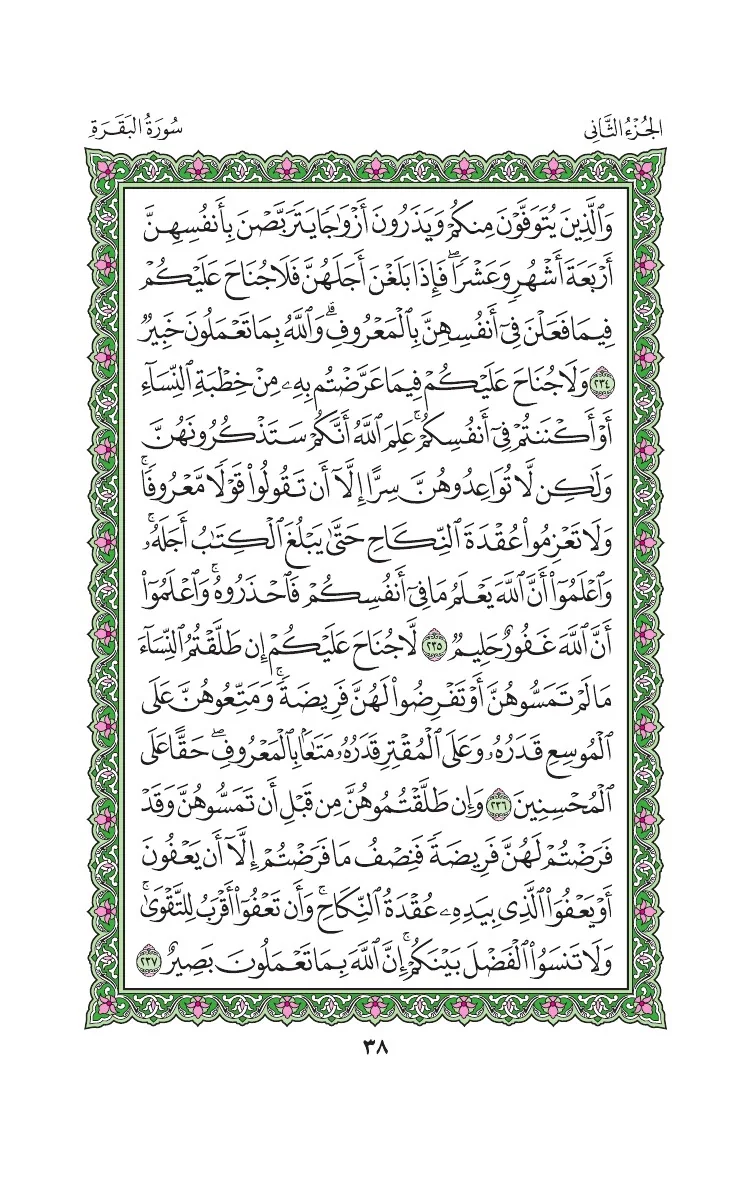 الجُزْءُ الثَّانِي
سُورَةُ البَقَرَةِ
وَٱلَّذِينَ يُتَوَفَّوْنَ مِنكُمْ وَيَذَرُونَ أَزْوَٰجًا يَتَرَبَّصْنَ بِأَنفُسِهِنَّ
أَرْبَعَةَ أَشْهُرٍ وَعَشْرًاۖ فَإِذَا بَلَغْنَ أَجَلَهُنَّ فَلَا جُنَاحَ عَلَيْكُمْ
فِيمَا فَعَلْنَ فِىٓ أَنفُسِهِنَّ بِٱلْمَعْرُوفِۗ وَٱللَّهُ بِمَا تَعْمَلُونَ خَبِيرٌ
٢٣٤ وَلَا جُنَاحَ عَلَيْكُمْ فِيمَا عَرَّضْتُم بِهِۦ مِنْ خِطْبَةِ ٱلنِّسَآءِ
أَوْ أَكْنَنتُمْ فِىٓ أَنفُسِكُمْۚ عَلِمَ ٱللَّهُ أَنَّكُمْ سَتَذْكُرُونَهُنَّ
وَلَٰكِن لَّا تُوَاعِدُوهُنَّ سِرًّا إِلَّآ أَن تَقُولُوا۟ قَوْلًا مَّعْرُوفًاۚ
وَلَا تَعْزِمُوا۟ عُقْدَةَ ٱلنِّكَاحِ حَتَّىٰ يَبْلُغَ ٱلْكِتَٰبُ أَجَلَهُۥۚ
وَٱعْلَمُوٓا۟ أَنَّ ٱللَّهَ يَعْلَمُ مَا فِىٓ أَنفُسِكُمْ فَٱحْذَرُوهُۚ وَٱعْلَمُوٓا۟
أَنَّ ٱللَّهَ غَفُورٌ حَلِيمٌ ٢٣٥ لَّا جُنَاحَ عَلَيْكُمْ إِن طَلَّقْتُمُ ٱلنِّسَآءَ
مَا لَمْ تَمَسُّوهُنَّ أَوْ تَفْرِضُوا۟ لَهُنَّ فَرِيضَةًۚ وَمَتِّعُوهُنَّ عَلَى
ٱلْمُوسِعِ قَدَرُهُۥ وَعَلَى ٱلْمُقْتِرِ قَدَرُهُۥ مَتَٰعًۢا بِٱلْمَعْرُوفِۖ حَقًّا عَلَى
ٱلْمُحْسِنِينَ ٢٣٦ وَإِن طَلَّقْتُمُوهُنَّ مِن قَبْلِ أَن تَمَسُّوهُنَّ وَقَدْ
فَرَضْتُمْ لَهُنَّ فَرِيضَةً فَنِصْفُ مَا فَرَضْتُمْ إِلَّآ أَن يَعْفُونَ
أَوْ يَعْفُوَا۟ ٱلَّذِى بِيَدِهِۦ عُقْدَةُ ٱلنِّكَاحِۚ وَأَن تَعْفُوٓا۟ أَقْرَبُ لِلتَّقْوَىٰۚ
وَلَا تَنسَوُا۟ ٱلْفَضْلَ بَيْنَكُمْۚ إِنَّ ٱللَّهَ بِمَا تَعْمَلُونَ بَصِيرٌ ٢٣٧
٣٨